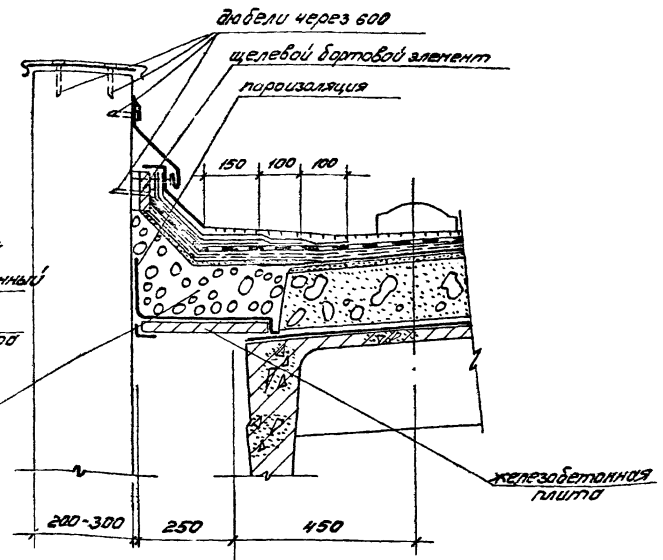 дюбели через 600
щелевой бортовой элемент
пароизоляция
150 100 100
железобетонная
плита
200-300 250 450